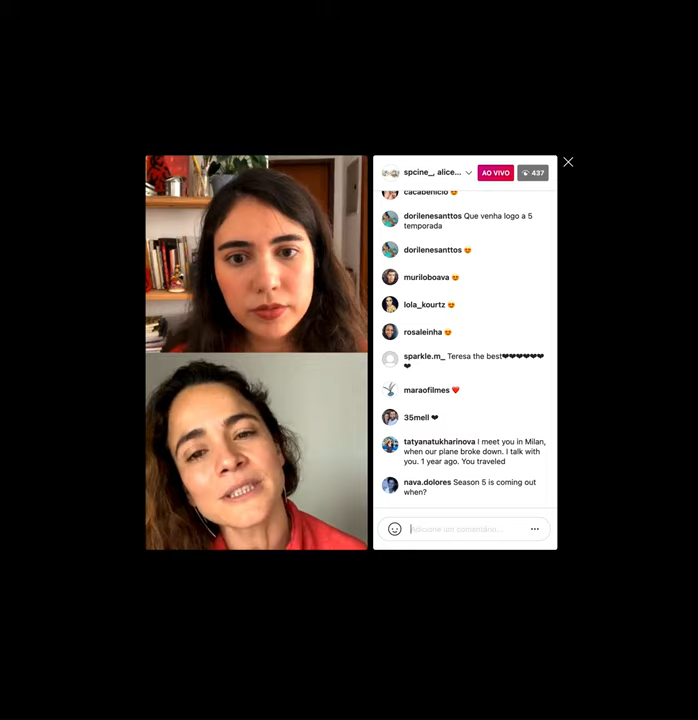 spcine_, alice...
AO VIVO
437
cacabenicio 😍
dorilenesanttos Que venha logo a 5
temporada
dorilenesanttos 😍
muriloboava 😍
lola_kourtz 😍
rosaleinha 😍
sparkle.m_ Teresa the best❤❤❤❤❤❤
❤
maraofilmes ❤️
35mell ❤
tatyanatukharinova I meet you in Milan,
when our plane broke down. I talk with
you. 1 year ago. You traveled
nava.dolores Season 5 is coming out
when?
Adicione um comentário...